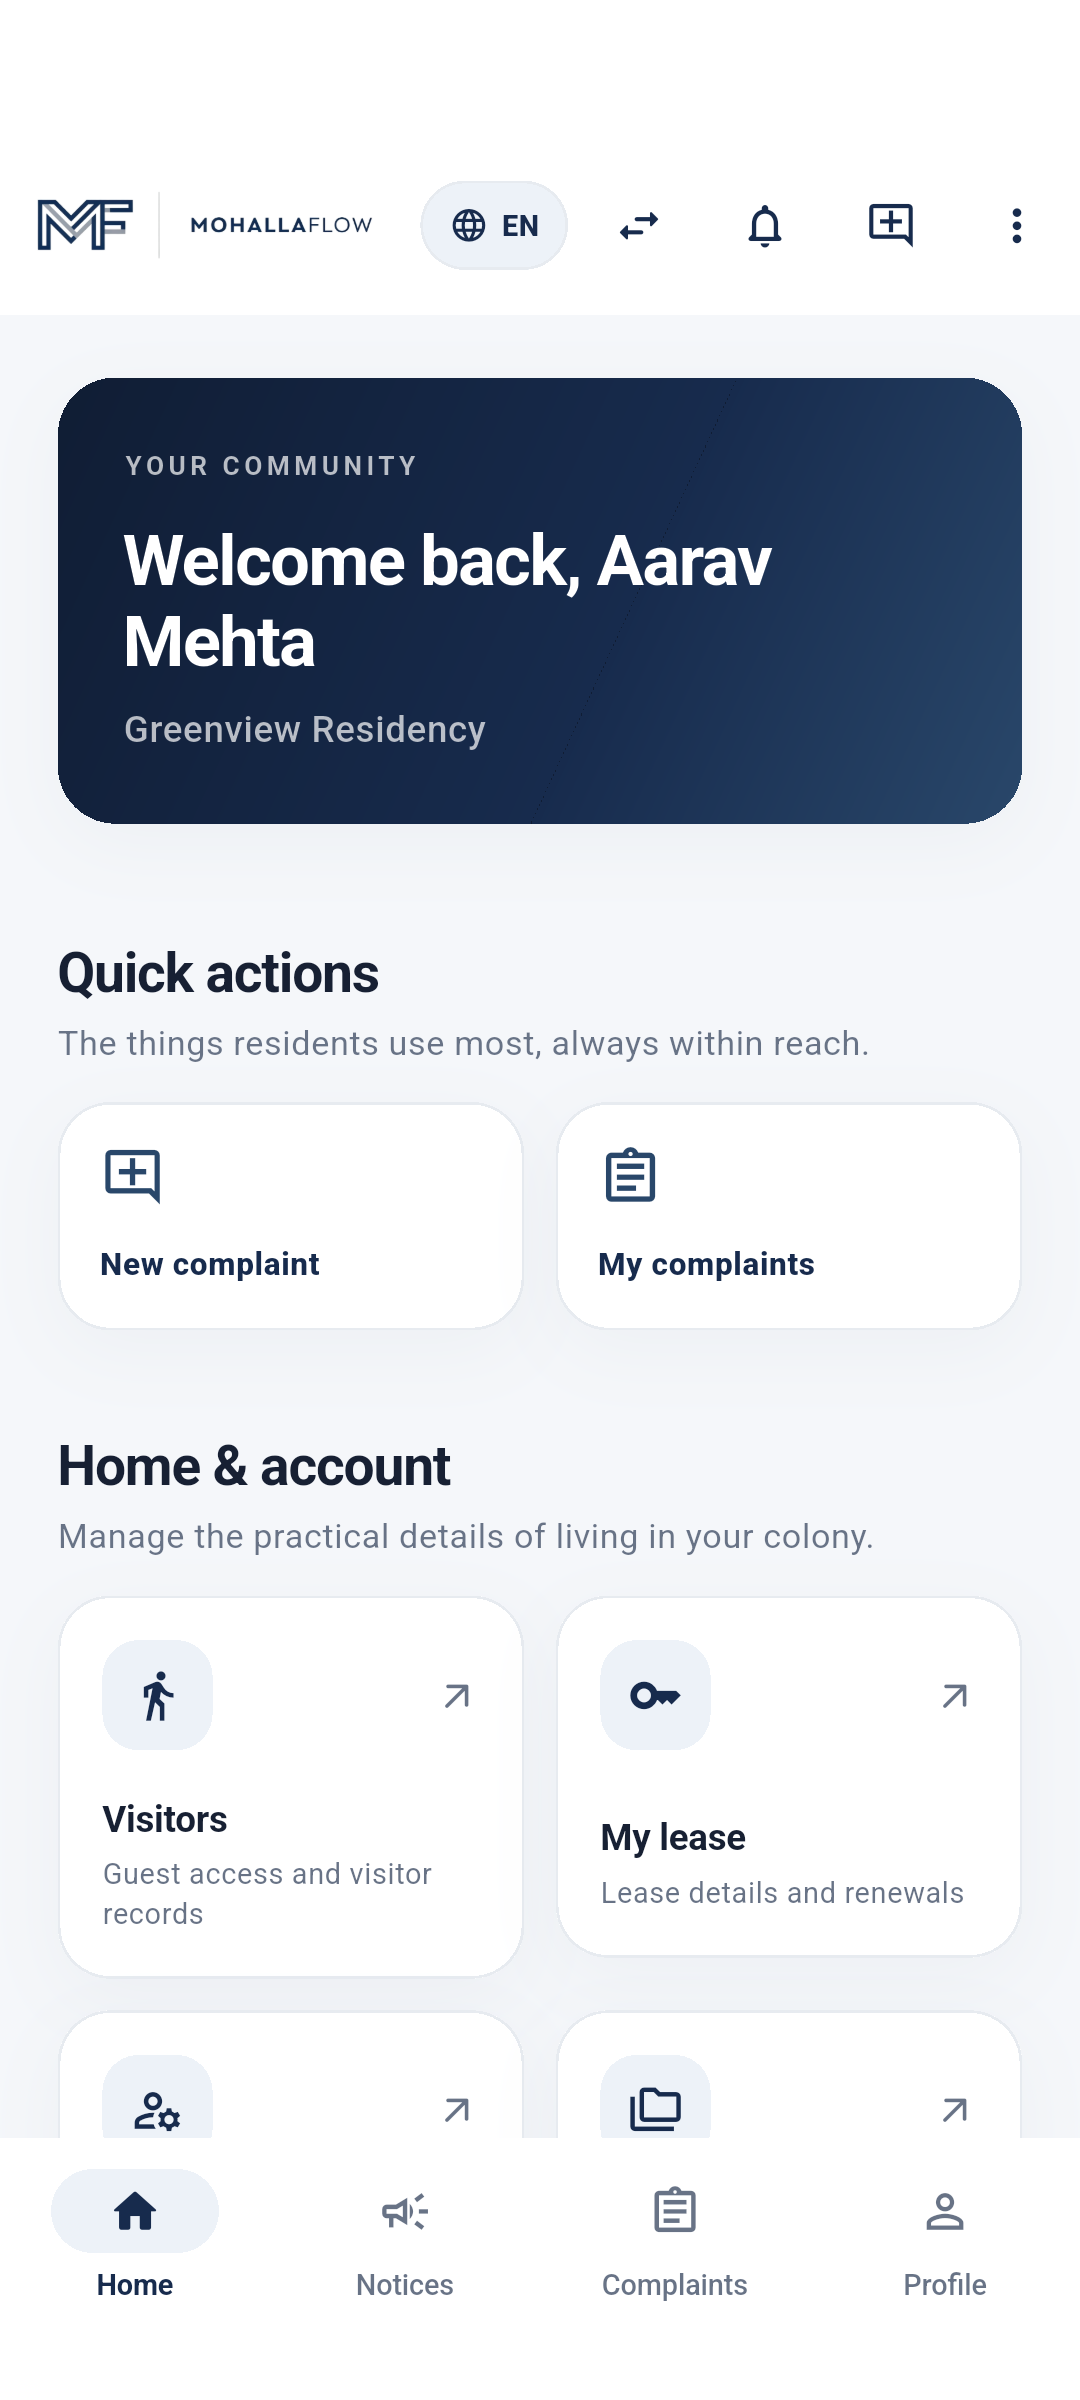 MOHALLAFLOW
EN
YOUR COMMUNITY
Welcome back, Aarav
Mehta
Greenview Residency
Quick actions
The things residents use most, always within reach.
New complaint
My complaints
Home & account
Manage the practical details of living in your colony.
Visitors
Guest access and visitor
records
My lease
Lease details and renewals
Home
Notices
Complaints
Profile